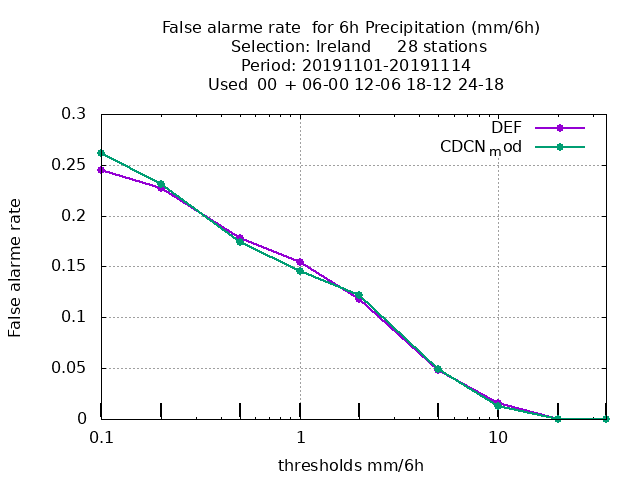 False alarme rate  for 6h Precipitation (mm/6h)
Selection: Ireland     28 stations
Period: 20191101-20191114
Used  00  + 06-00 12-06 18-12 24-18
DEF
CDCNmod
0.3
0.25
0.2
0.15
0.1
0.05
0
False alarme rate
0.1 1 10
thresholds mm/6h